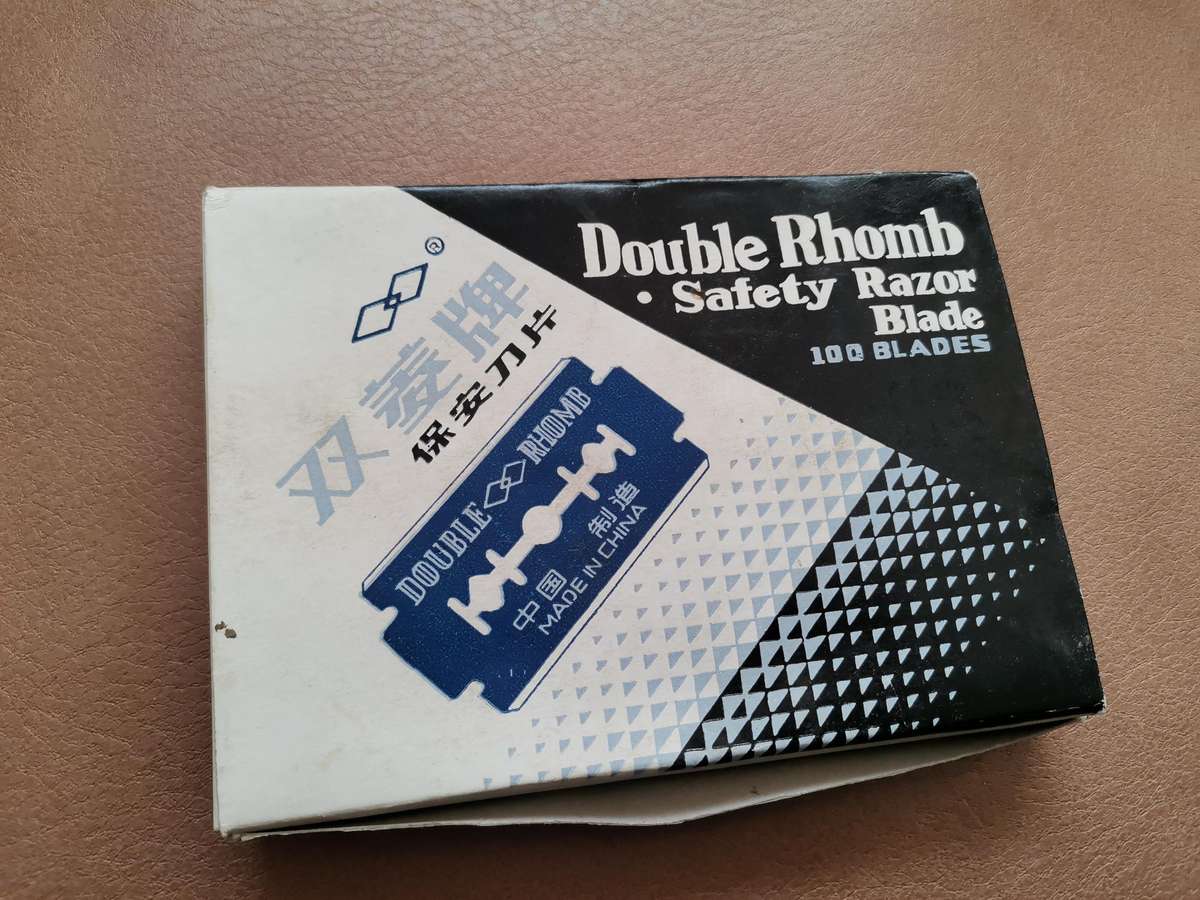 Double Rhomb
• Safety Razor
Blade
100 BLADES
®
双菱牌
保安刀片
DOUBLE RHOMB
中国 制造
MADE IN CHINA